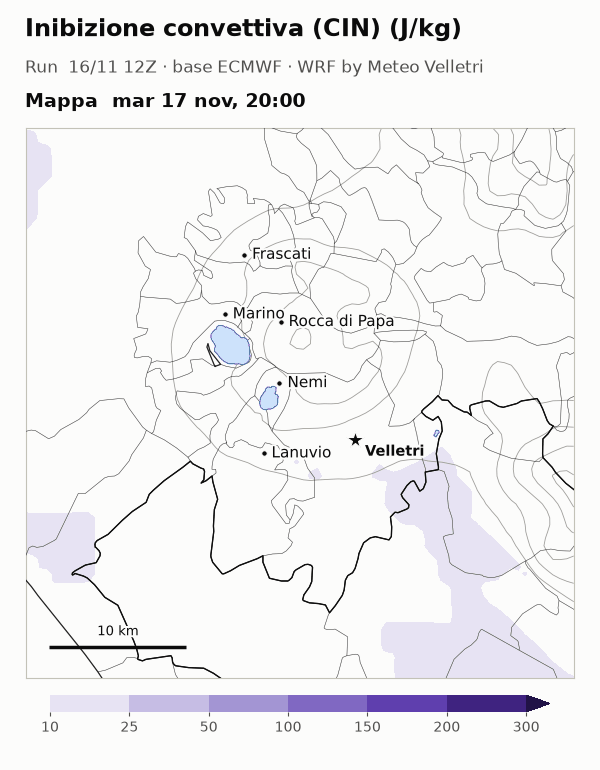 Inibizione convettiva (CIN) (J/kg)
Run  16/11 12Z · base ECMWF · WRF by Meteo Velletri
Mappa  mar 17 nov, 20:00
Frascati
Marino
Rocca di Papa
Nemi
Velletri
Lanuvio
10 km
10 25 50 100 150 200 300